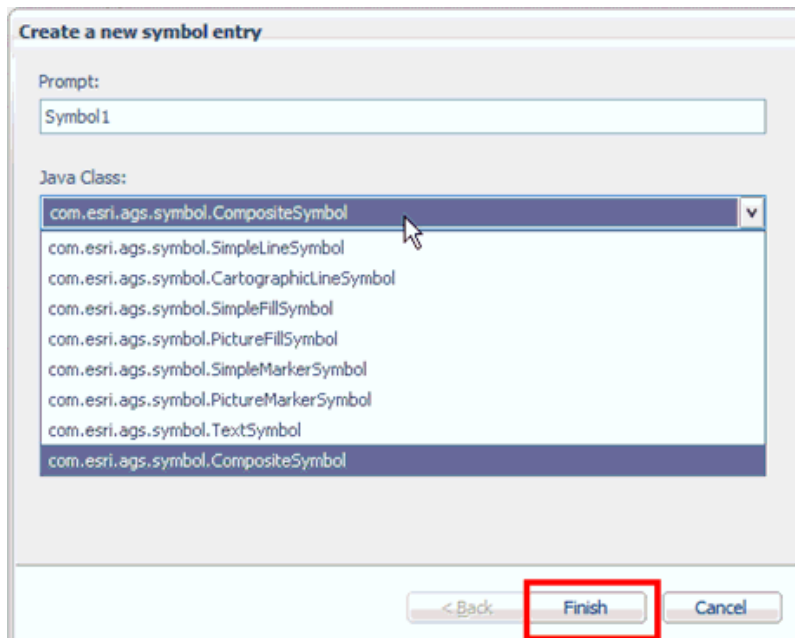 Create a new symbol entry
Prompt:
Symbol1
Java Class:
com.esri.ags.symbol.CompositeSymbol
com.esri.ags.symbol.SimpleLineSymbol
com.esri.ags.symbol.CartographicLineSymbol
com.esri.ags.symbol.SimpleFillSymbol
com.esri.ags.symbol.PictureFillSymbol
com.esri.ags.symbol.SimpleMarkerSymbol
com.esri.ags.symbol.PictureMarkerSymbol
com.esri.ags.symbol.TextSymbol
com.esri.ags.symbol.CompositeSymbol
< Back Finish Cancel